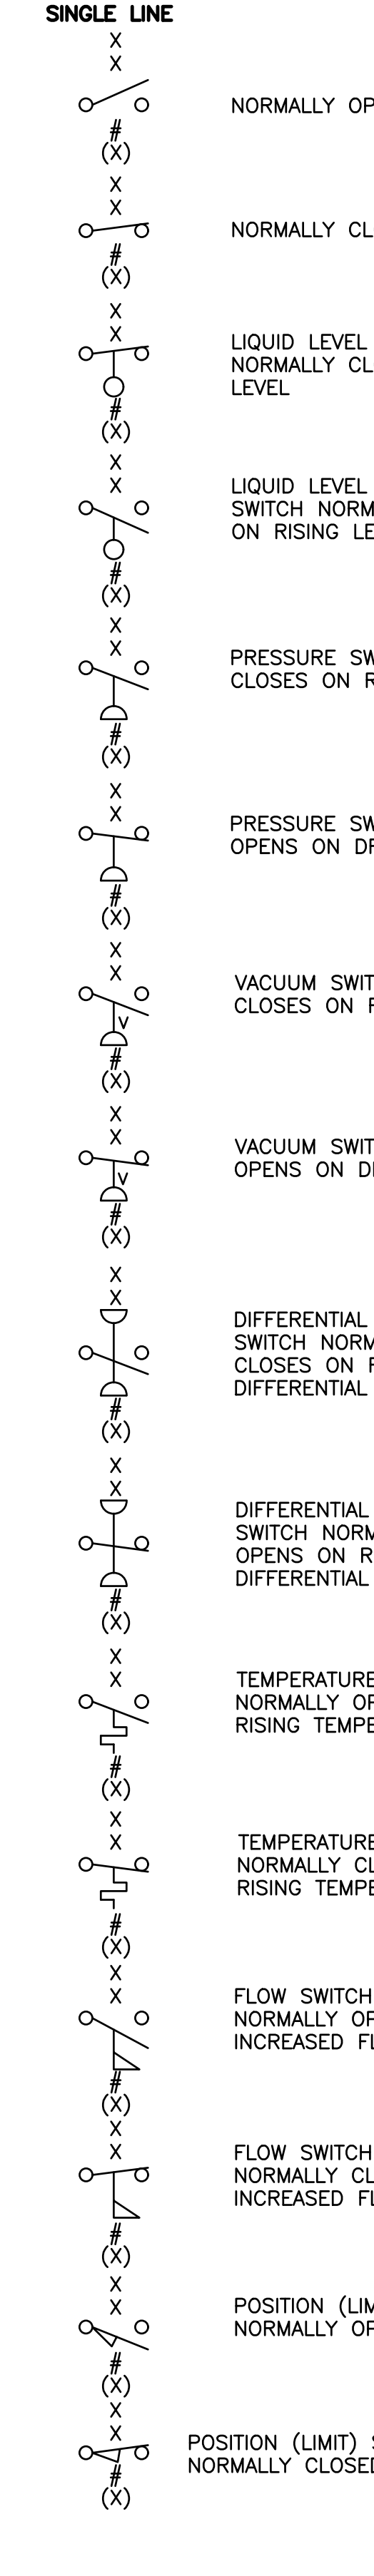 SINGLE LINE
X
X
NORMALLY OP
#
(X)
X
X
NORMALLY CL
#
(X)
X
X
LIQUID LEVEL
NORMALLY CL
LEVEL
#
(X)
X
X
LIQUID LEVEL
SWITCH NORM
ON RISING LE
#
(X)
X
X
PRESSURE SW
CLOSES ON R
#
(X)
X
X
PRESSURE SW
OPENS ON DR
#
(X)
X
X
VACUUM SWIT
CLOSES ON R
V
#
(X)
X
X
VACUUM SWIT
OPENS ON DR
V
#
(X)
X
X
DIFFERENTIAL
SWITCH NORM
CLOSES ON R
DIFFERENTIAL
#
(X)
X
X
DIFFERENTIAL
SWITCH NORM
OPENS ON R
DIFFERENTIAL
#
(X)
X
X
TEMPERATURE
NORMALLY OP
RISING TEMPE
#
(X)
X
X
TEMPERATURE
NORMALLY CL
RISING TEMPE
#
(X)
X
X
FLOW SWITCH
NORMALLY OP
INCREASED FL
#
(X)
X
X
FLOW SWITCH
NORMALLY CL
INCREASED FL
#
(X)
X
X
POSITION (LIM
NORMALLY OP
#
(X)
X
X
POSITION (LIMIT) S
NORMALLY CLOSED
#
(X)